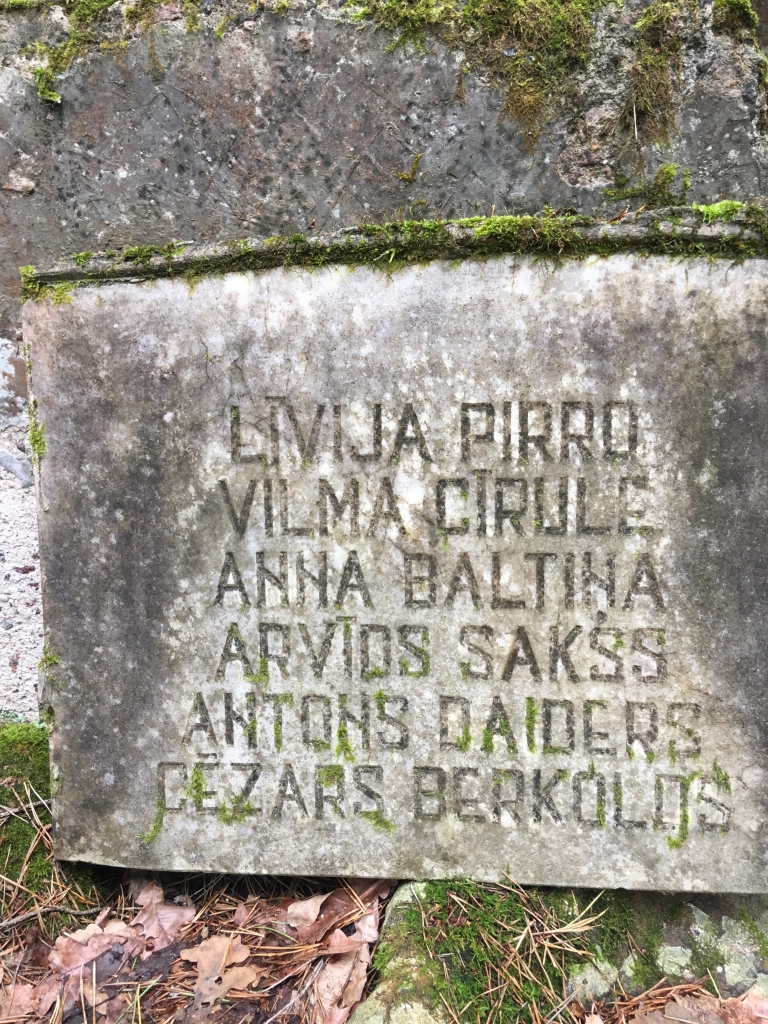 LĪVIJA PIRRO
VILMA CĪRULE
ANNA BALTIŅA
ARVĪDS SAKSS
ANTONS DAIDERS
CĒZARS BERKOLDS